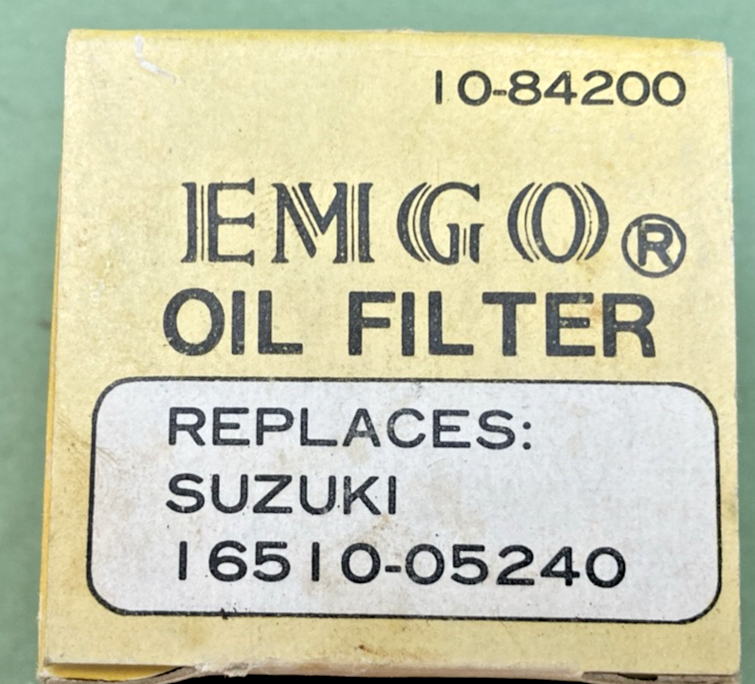 10-84200
EMGO®
OIL FILTER
REPLACES:
SUZUKI
16510-05240